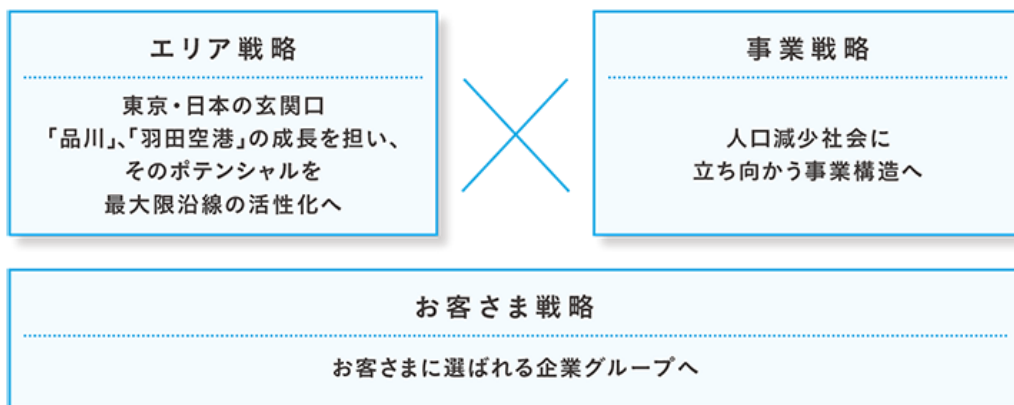 エリア戦略
東京・日本の玄関口
「品川」、「羽田空港」の成長を担い、
そのポテンシャルを
最大限沿線の活性化へ
事業戦略
人口減少社会に
立ち向かう事業構造へ
お客さま戦略
お客さまに選ばれる企業グループへ